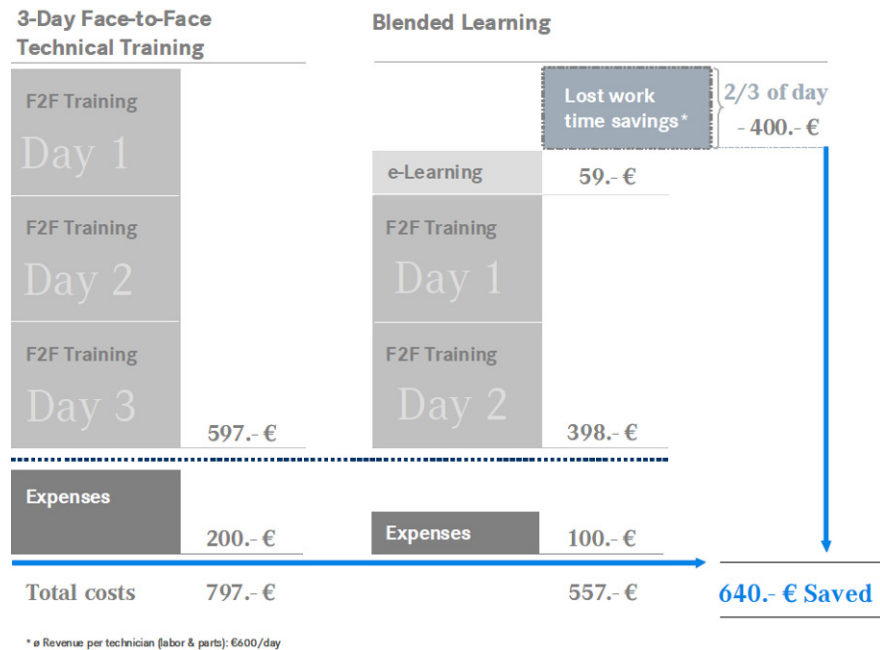 3-Day Face-to-Face
Technical Training
F2F Training
Day 1
F2F Training
Day 2
F2F Training
Day 3
597.- €
Expenses
200.- €
Total costs
797.- €
Blended Learning
Lost work
time savings*
2/3 of day
- 400.- €
e-Learning
59.- €
F2F Training
Day 1
F2F Training
Day 2
398.- €
Expenses
100.- €
557.- €
640.- € Saved
* ø Revenue per technician (labor & parts): €600/day